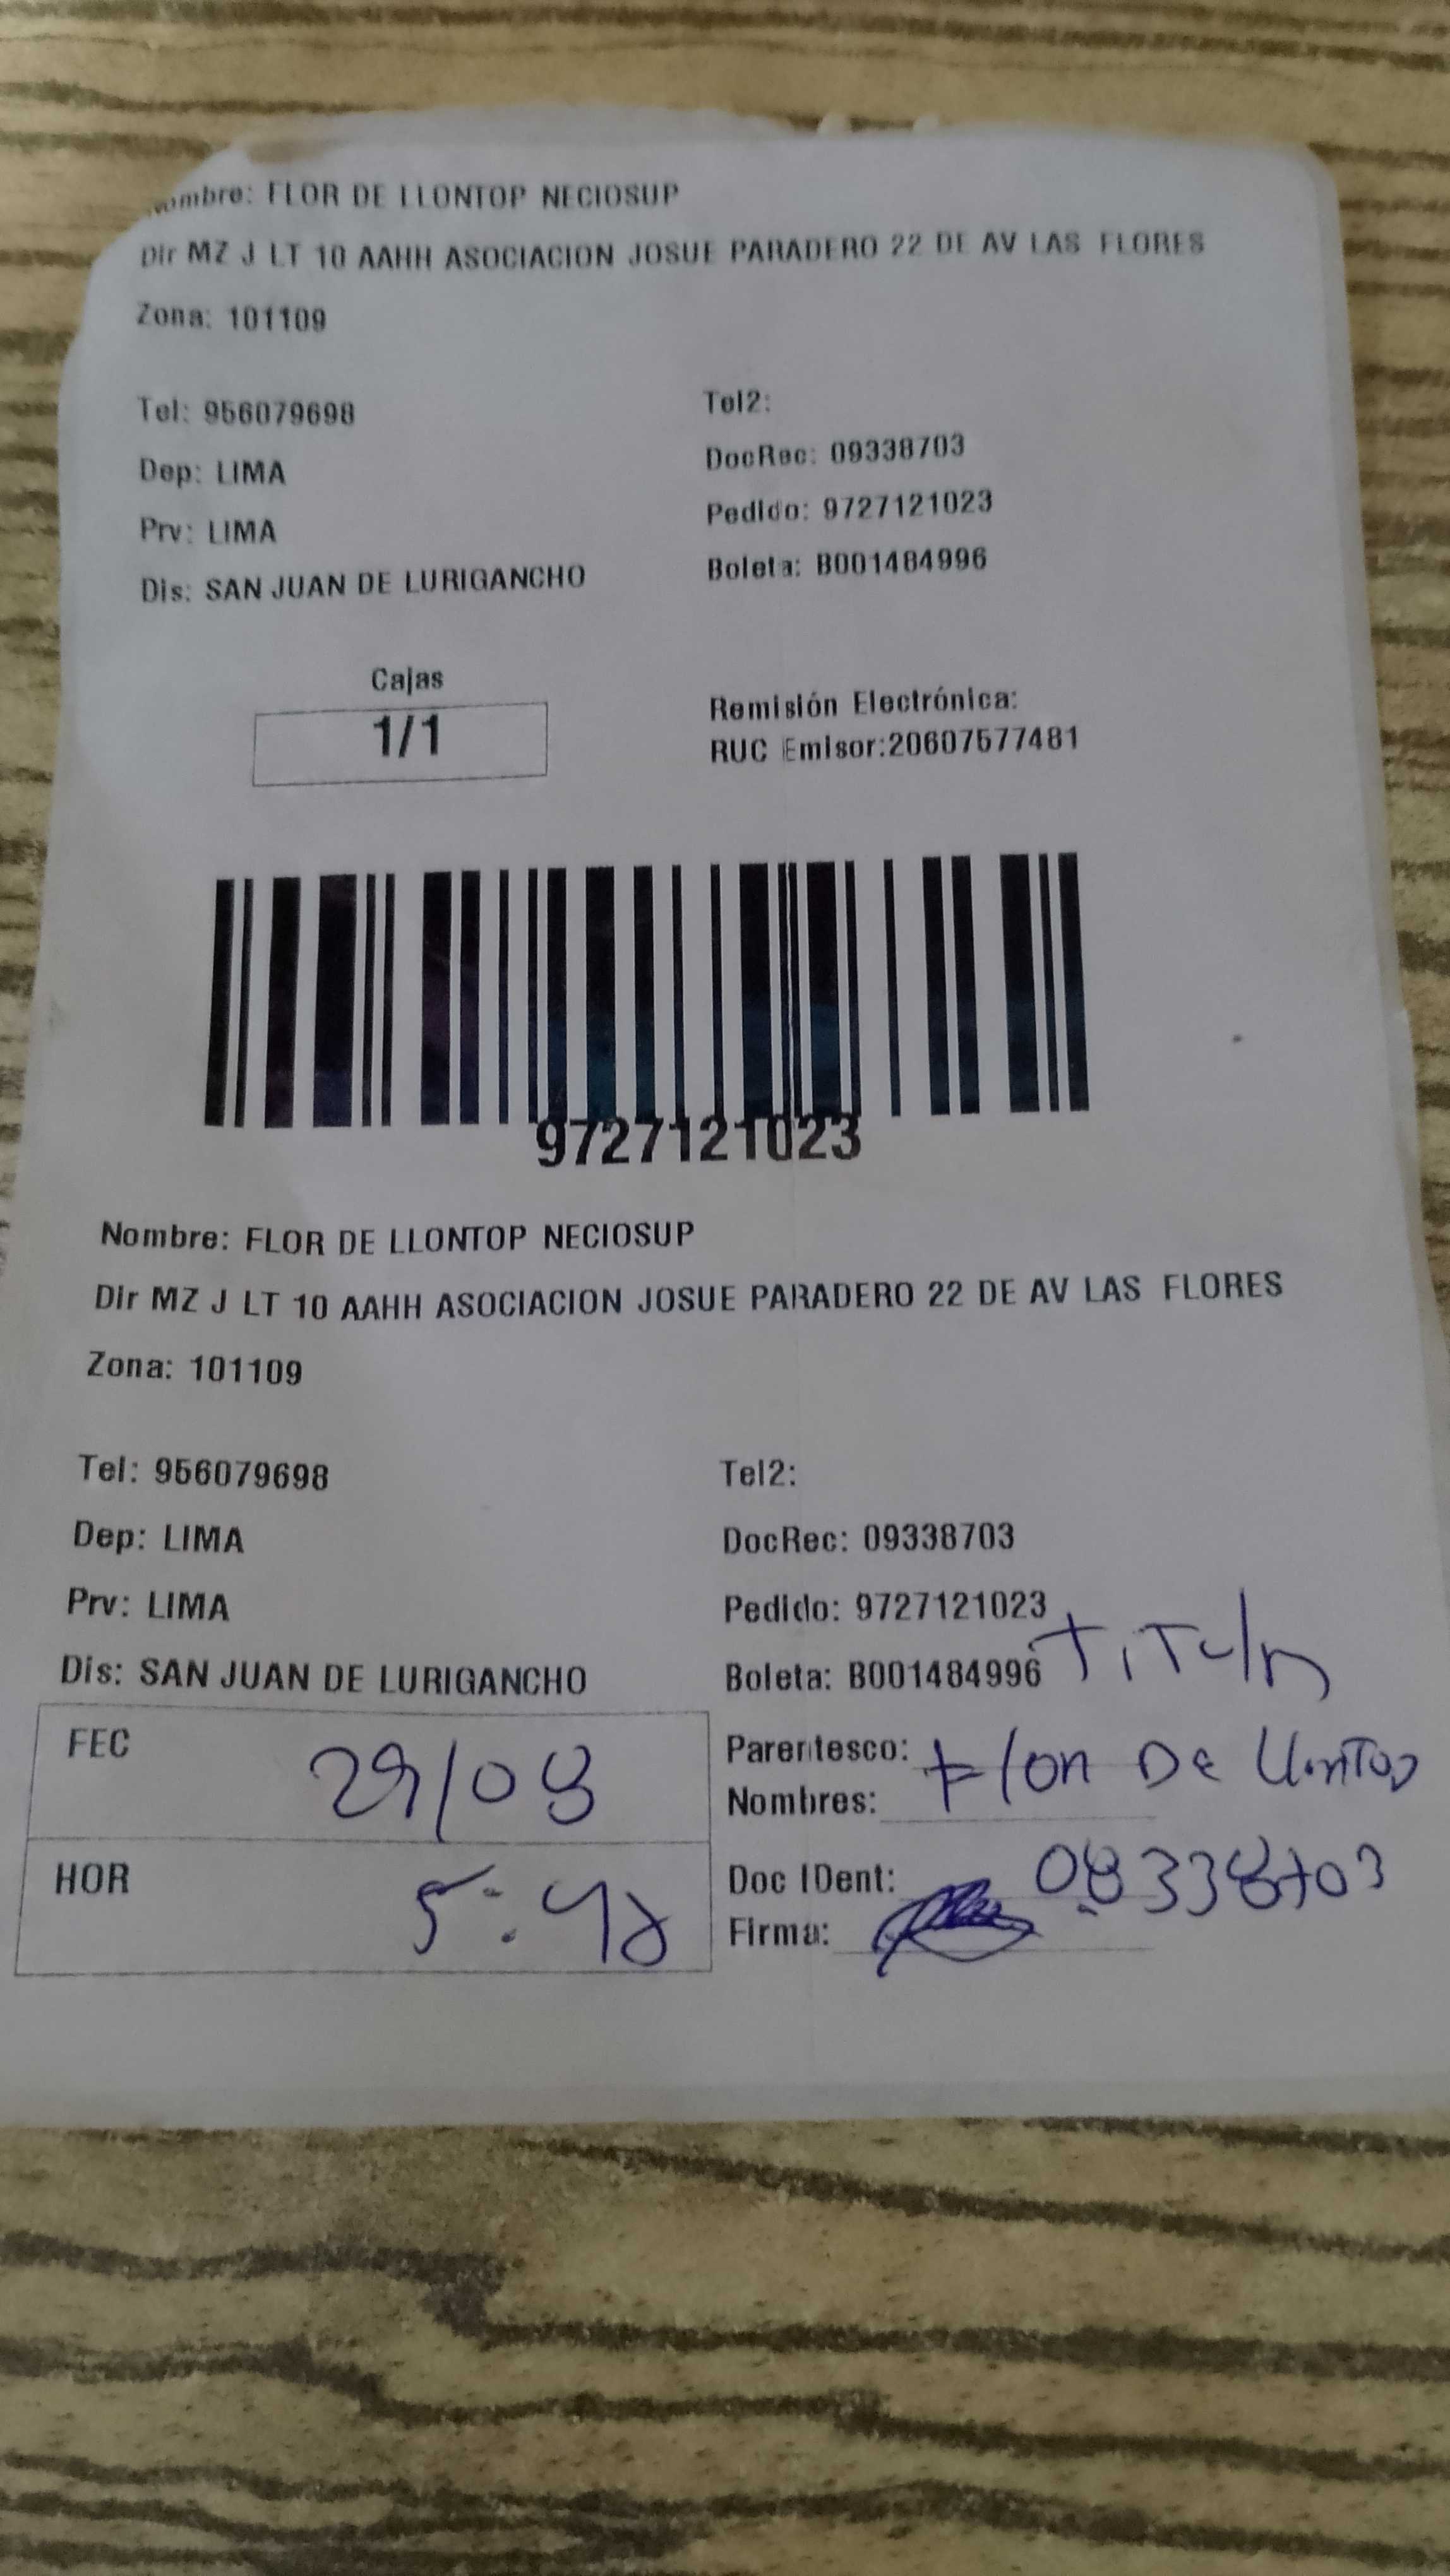 Nombre: FLOR DE LLONTOP NECIOSUP
Dir MZ J LT 10 AAHH ASOCIACION JOSUE PARADERO 22 DE AV LAS FLORES
Zona: 101109
Tel: 956079698 Tel2:
Dep: LIMA DocRec: 09338703
Prv: LIMA Pedido: 9727121023
Dis: SAN JUAN DE LURIGANCHO Boleta: B001484996
Cajas
1/1
Remisión Electrónica:
RUC Emisor:20607577481
9727121023
Nombre: FLOR DE LLONTOP NECIOSUP
Dir MZ J LT 10 AAHH ASOCIACION JOSUE PARADERO 22 DE AV LAS FLORES
Zona: 101109
Tel: 956079698 Tel2:
Dep: LIMA DocRec: 09338703
Prv: LIMA Pedido: 9727121023
Dis: SAN JUAN DE LURIGANCHO Boleta: B001484996
FEC 29/08
Parentesco:
Nombres: Flor De
HOR
Doc IDent:
Firma: